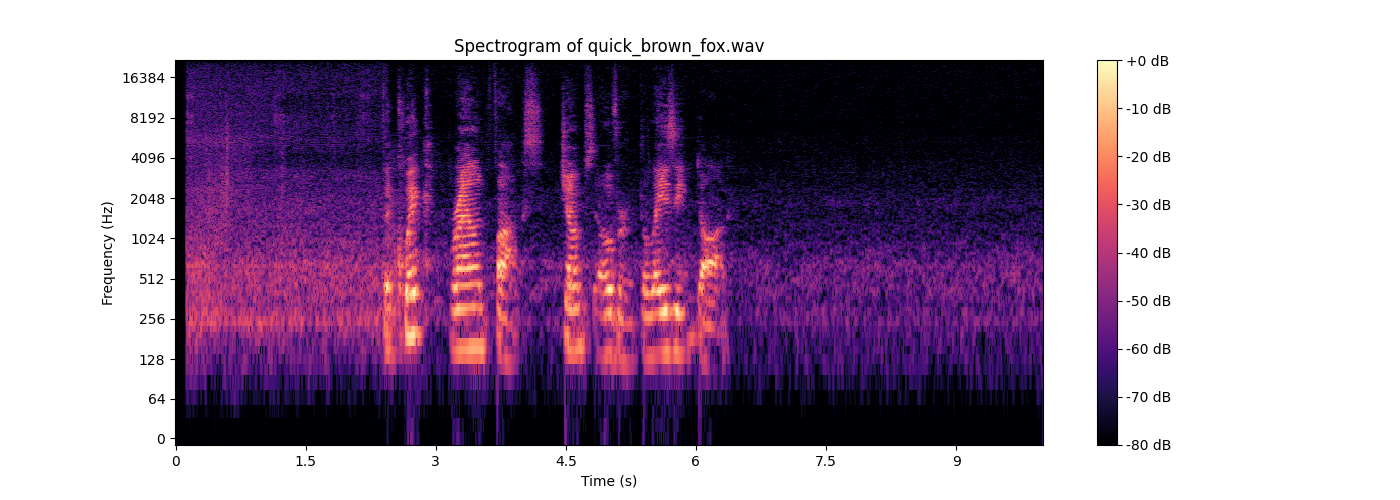 Spectrogram of quick_brown_fox.wav
Frequency (Hz)
16384
8192
4096
2048
1024
512
256
128
64
0
0 1.5 3 4.5 6 7.5 9
Time (s)
+0 dB
-10 dB
-20 dB
-30 dB
-40 dB
-50 dB
-60 dB
-70 dB
-80 dB